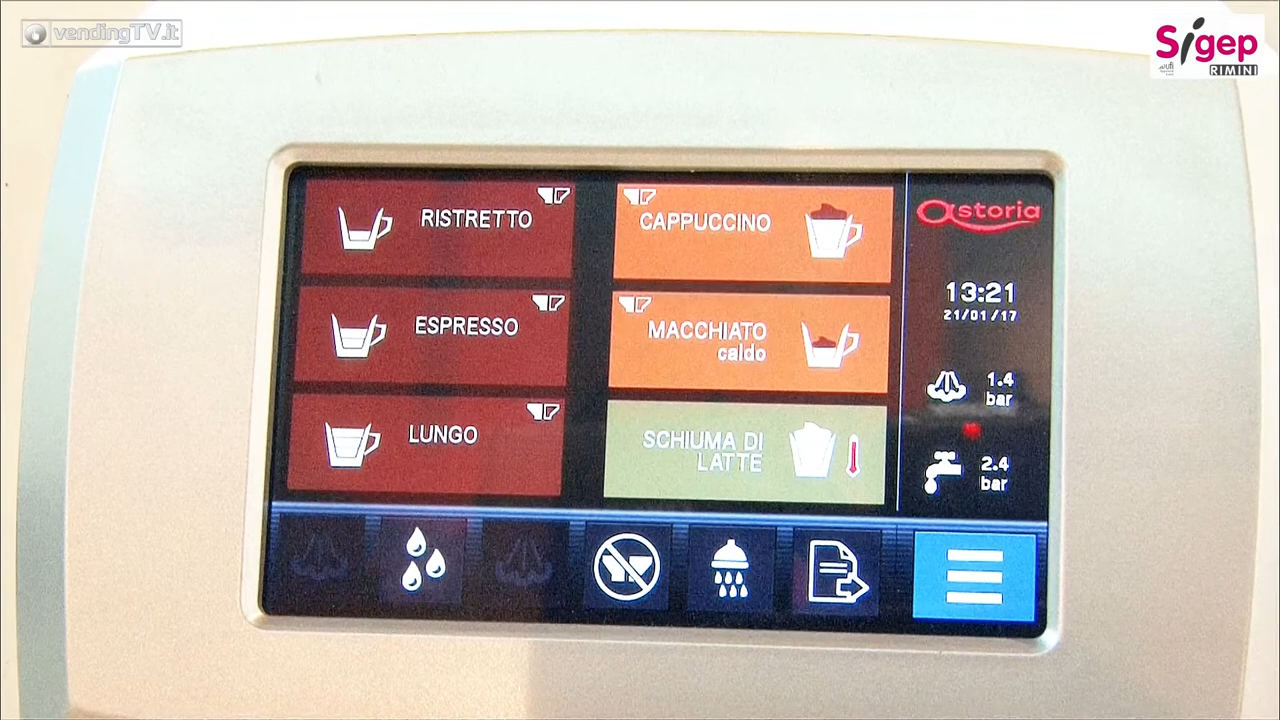 vendingTV.it
Sigep
RIMINI
RISTRETTO
CAPPUCCINO
astoria
13:21
21/01/17
ESPRESSO
MACCHIATO
caldo
1.4
bar
LUNGO
SCHIUMA DI
LATTE
2.4
bar